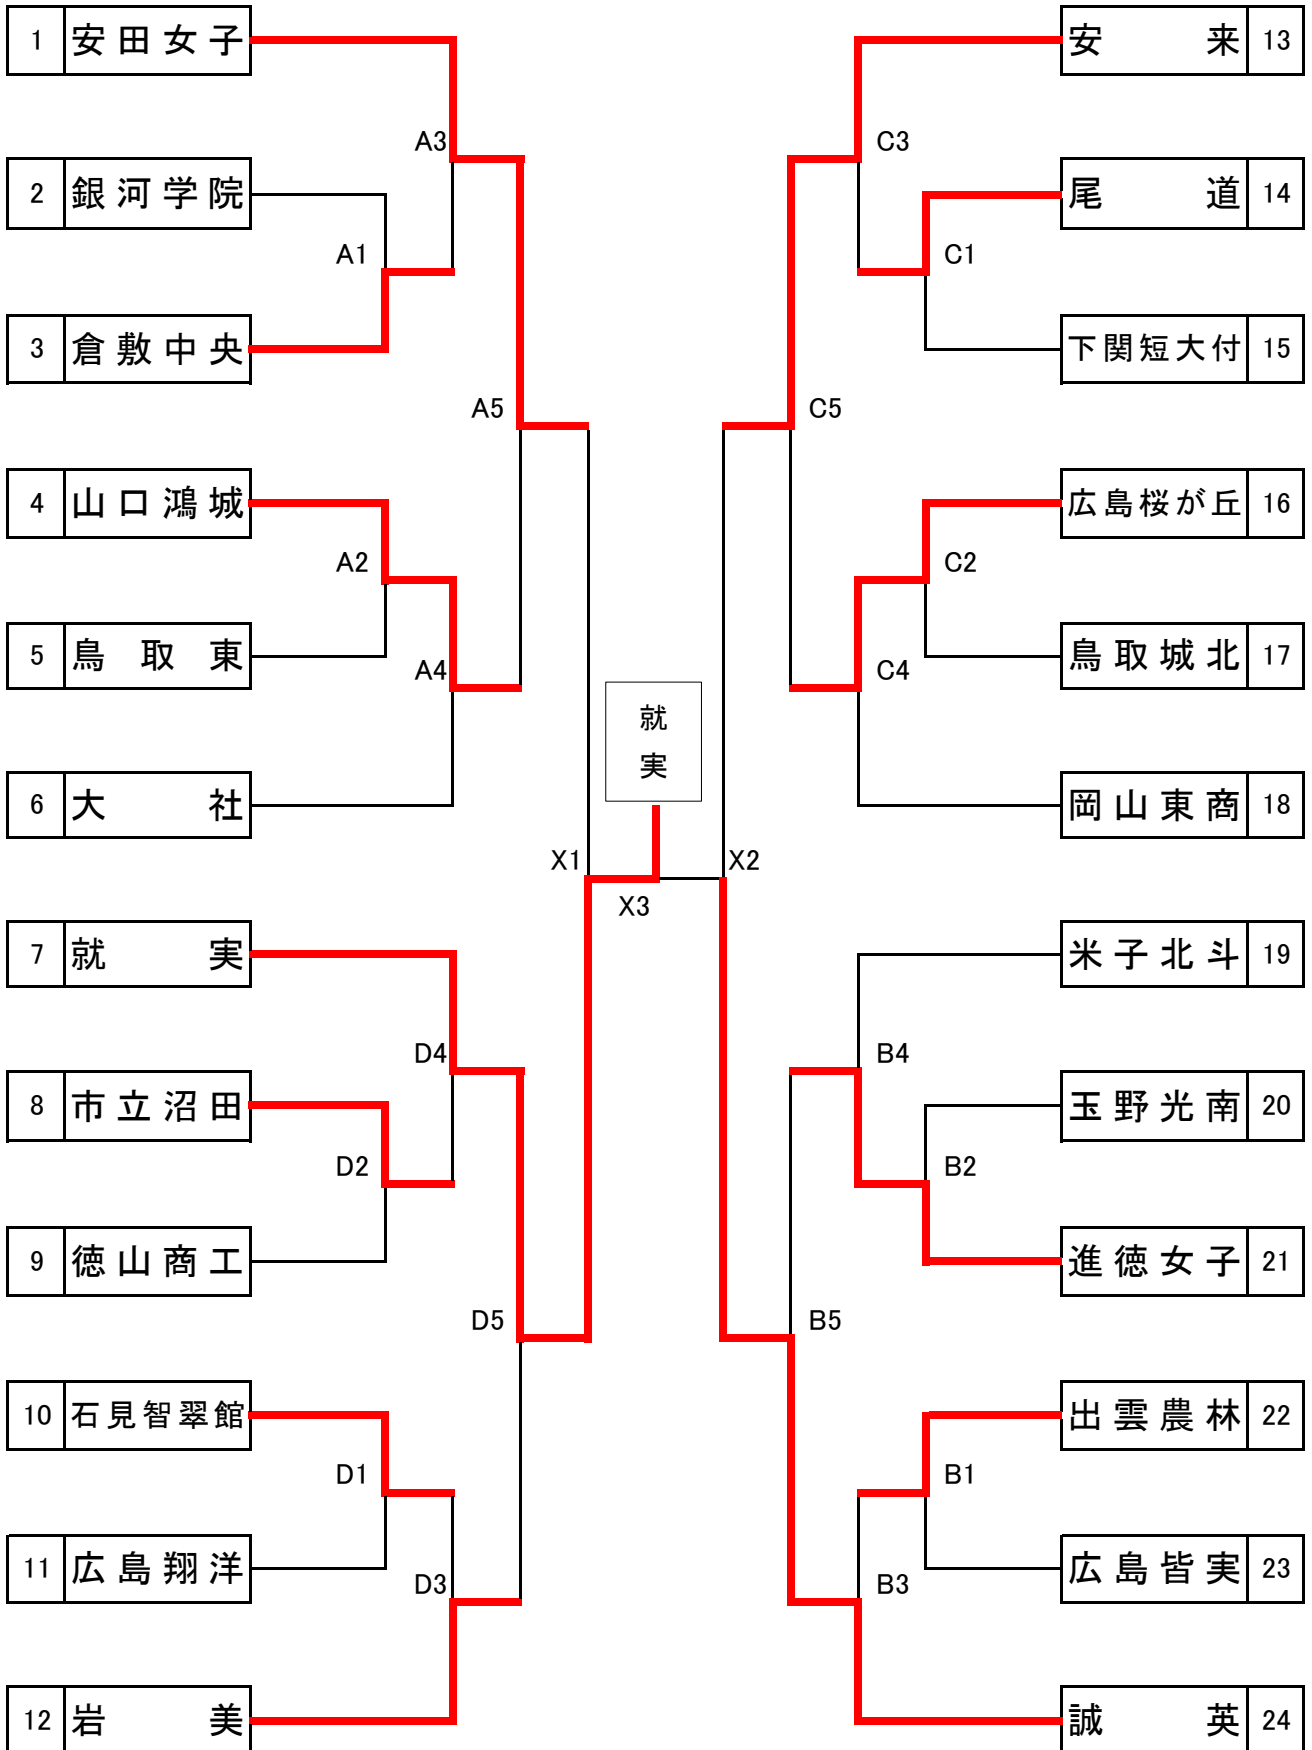 1 安田女子
安来 13
A3
C3
2 銀河学院
尾道 14
A1
C1
3 倉敷中央
下関短大付 15
A5
C5
4 山口鴻城
広島桜が丘 16
A2
C2
5 鳥取東
鳥取城北 17
A4
C4
就
実
6 大社
岡山東商 18
X1
X2
X3
7 就実
米子北斗 19
D4
B4
8 市立沼田
玉野光南 20
D2
B2
9 徳山商工
進徳女子 21
D5
B5
10 石見智翠館
出雲農林 22
D1
B1
11 広島翔洋
広島皆実 23
D3
B3
12 岩美
誠英 24